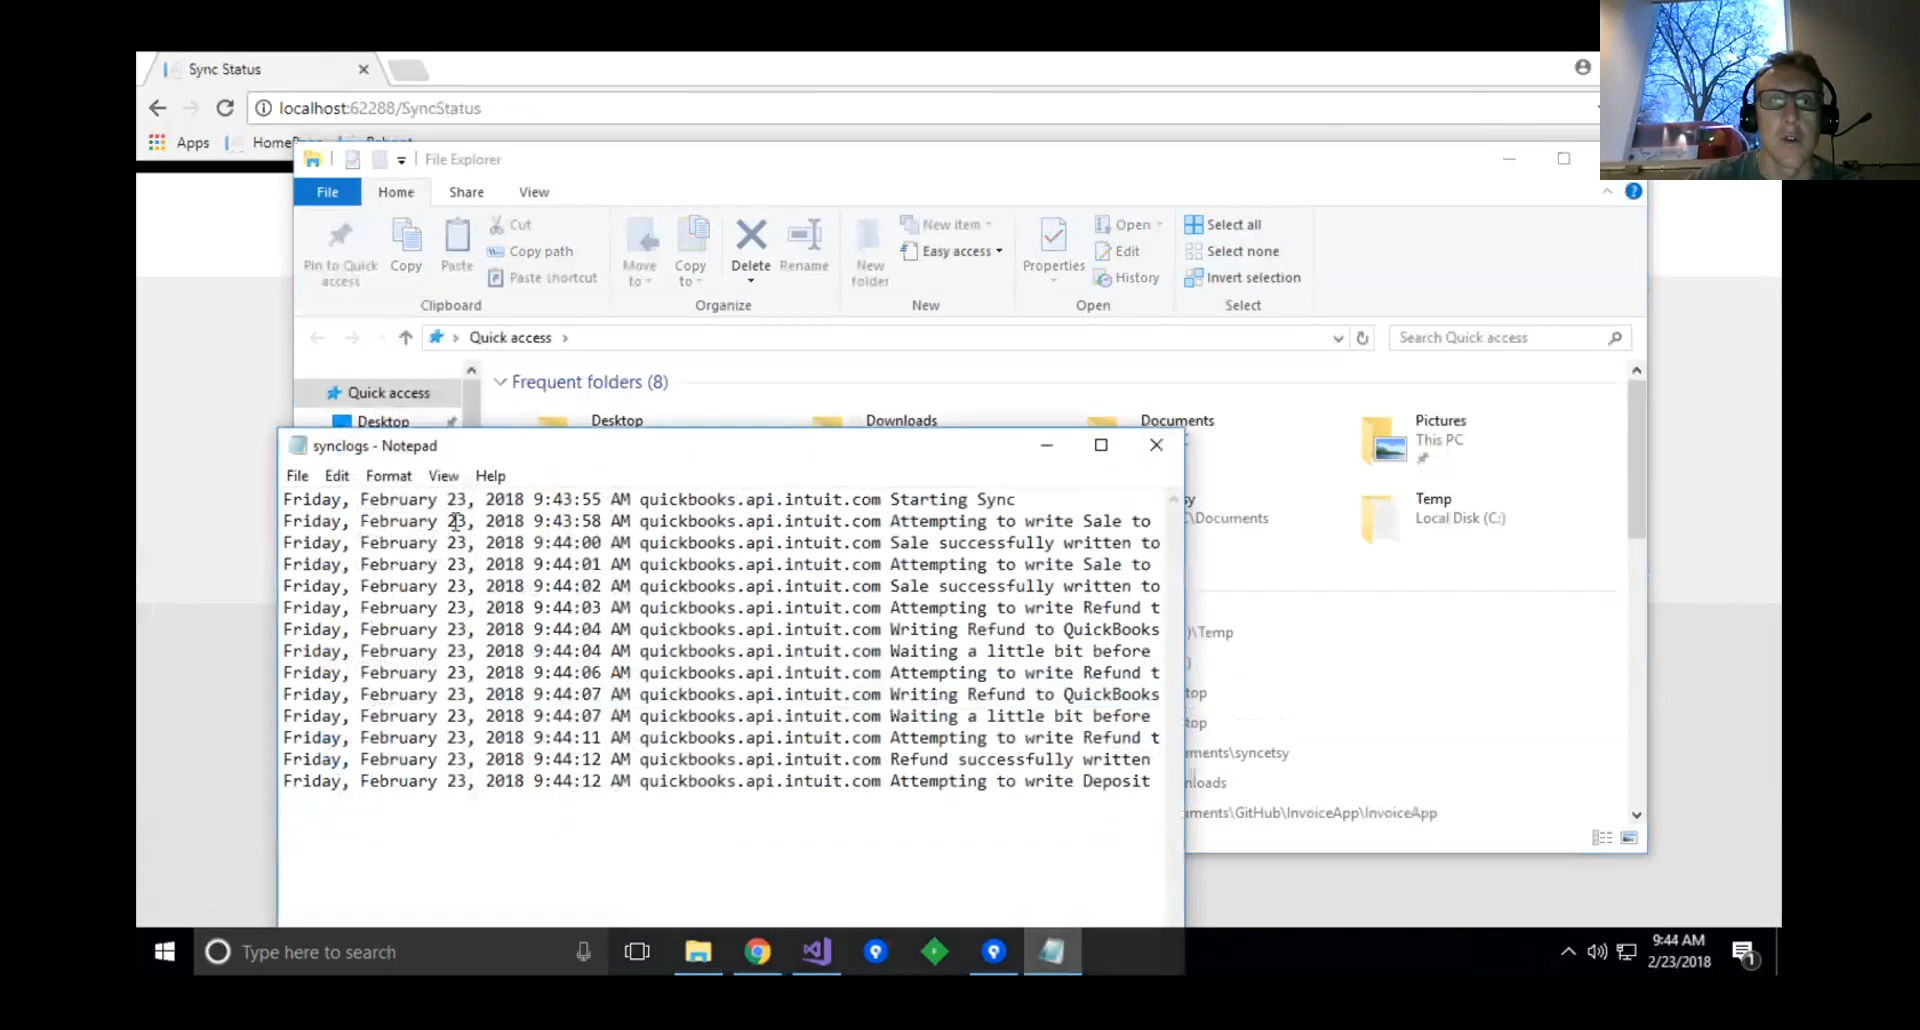 Sync Status
localhost:62288/SyncStatus
Apps
File Explorer
File Home Share View
Pin to Quick access
Copy
Paste
Cut
Copy path
Paste shortcut
Clipboard
Move to
Copy to
Delete
Rename
Organize
New folder
New item
Easy access
New
Properties
Open
Edit
History
Open
Select all
Select none
Invert selection
Select
Quick access
Search Quick access
Quick access
Desktop
Frequent folders (8)
Desktop
Downloads
Documents
Pictures
This PC
Temp
Local Disk (C:)
sy
\Documents
)\Temp
)
top
top
ments\syncetsy
nloads
ments\GitHub\InvoiceApp\InvoiceApp
synclogs - Notepad
File Edit Format View Help
Friday, February 23, 2018 9:43:55 AM quickbooks.api.intuit.com Starting Sync
Friday, February 23, 2018 9:43:58 AM quickbooks.api.intuit.com Attempting to write Sale to
Friday, February 23, 2018 9:44:00 AM quickbooks.api.intuit.com Sale successfully written to
Friday, February 23, 2018 9:44:01 AM quickbooks.api.intuit.com Attempting to write Sale to
Friday, February 23, 2018 9:44:02 AM quickbooks.api.intuit.com Sale successfully written to
Friday, February 23, 2018 9:44:03 AM quickbooks.api.intuit.com Attempting to write Refund t
Friday, February 23, 2018 9:44:04 AM quickbooks.api.intuit.com Writing Refund to QuickBooks
Friday, February 23, 2018 9:44:04 AM quickbooks.api.intuit.com Waiting a little bit before
Friday, February 23, 2018 9:44:06 AM quickbooks.api.intuit.com Attempting to write Refund t
Friday, February 23, 2018 9:44:07 AM quickbooks.api.intuit.com Writing Refund to QuickBooks
Friday, February 23, 2018 9:44:07 AM quickbooks.api.intuit.com Waiting a little bit before
Friday, February 23, 2018 9:44:11 AM quickbooks.api.intuit.com Attempting to write Refund t
Friday, February 23, 2018 9:44:12 AM quickbooks.api.intuit.com Refund successfully written
Friday, February 23, 2018 9:44:12 AM quickbooks.api.intuit.com Attempting to write Deposit
Type here to search
9:44 AM
2/23/2018
1